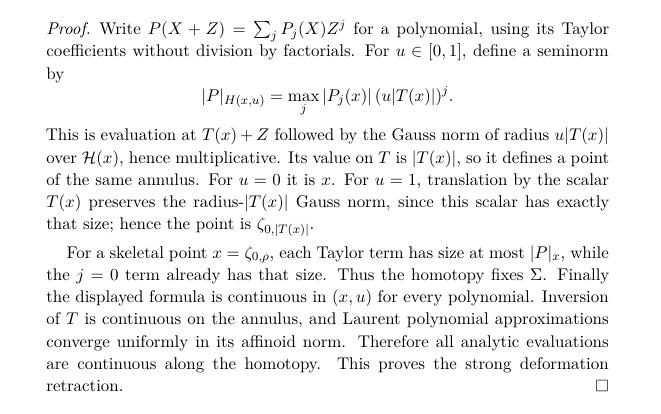 Proof. Write P(X + Z) = ∑_j P_j(X)Z^j for a polynomial, using its Taylor
coefficients without division by factorials. For u ∈ [0, 1], define a seminorm
by
|P|_{H(x,u)} = max_j |P_j(x)| (u|T(x)|)^j.
This is evaluation at T(x) + Z followed by the Gauss norm of radius u|T(x)|
over ℋ(x), hence multiplicative. Its value on T is |T(x)|, so it defines a point
of the same annulus. For u = 0 it is x. For u = 1, translation by the scalar
T(x) preserves the radius-|T(x)| Gauss norm, since this scalar has exactly
that size; hence the point is ζ_{0,|T(x)|}.
For a skeletal point x = ζ_{0,ρ}, each Taylor term has size at most |P|_x, while
the j = 0 term already has that size. Thus the homotopy fixes Σ. Finally
the displayed formula is continuous in (x, u) for every polynomial. Inversion
of T is continuous on the annulus, and Laurent polynomial approximations
converge uniformly in its affinoid norm. Therefore all analytic evaluations
are continuous along the homotopy. This proves the strong deformation
retraction. □